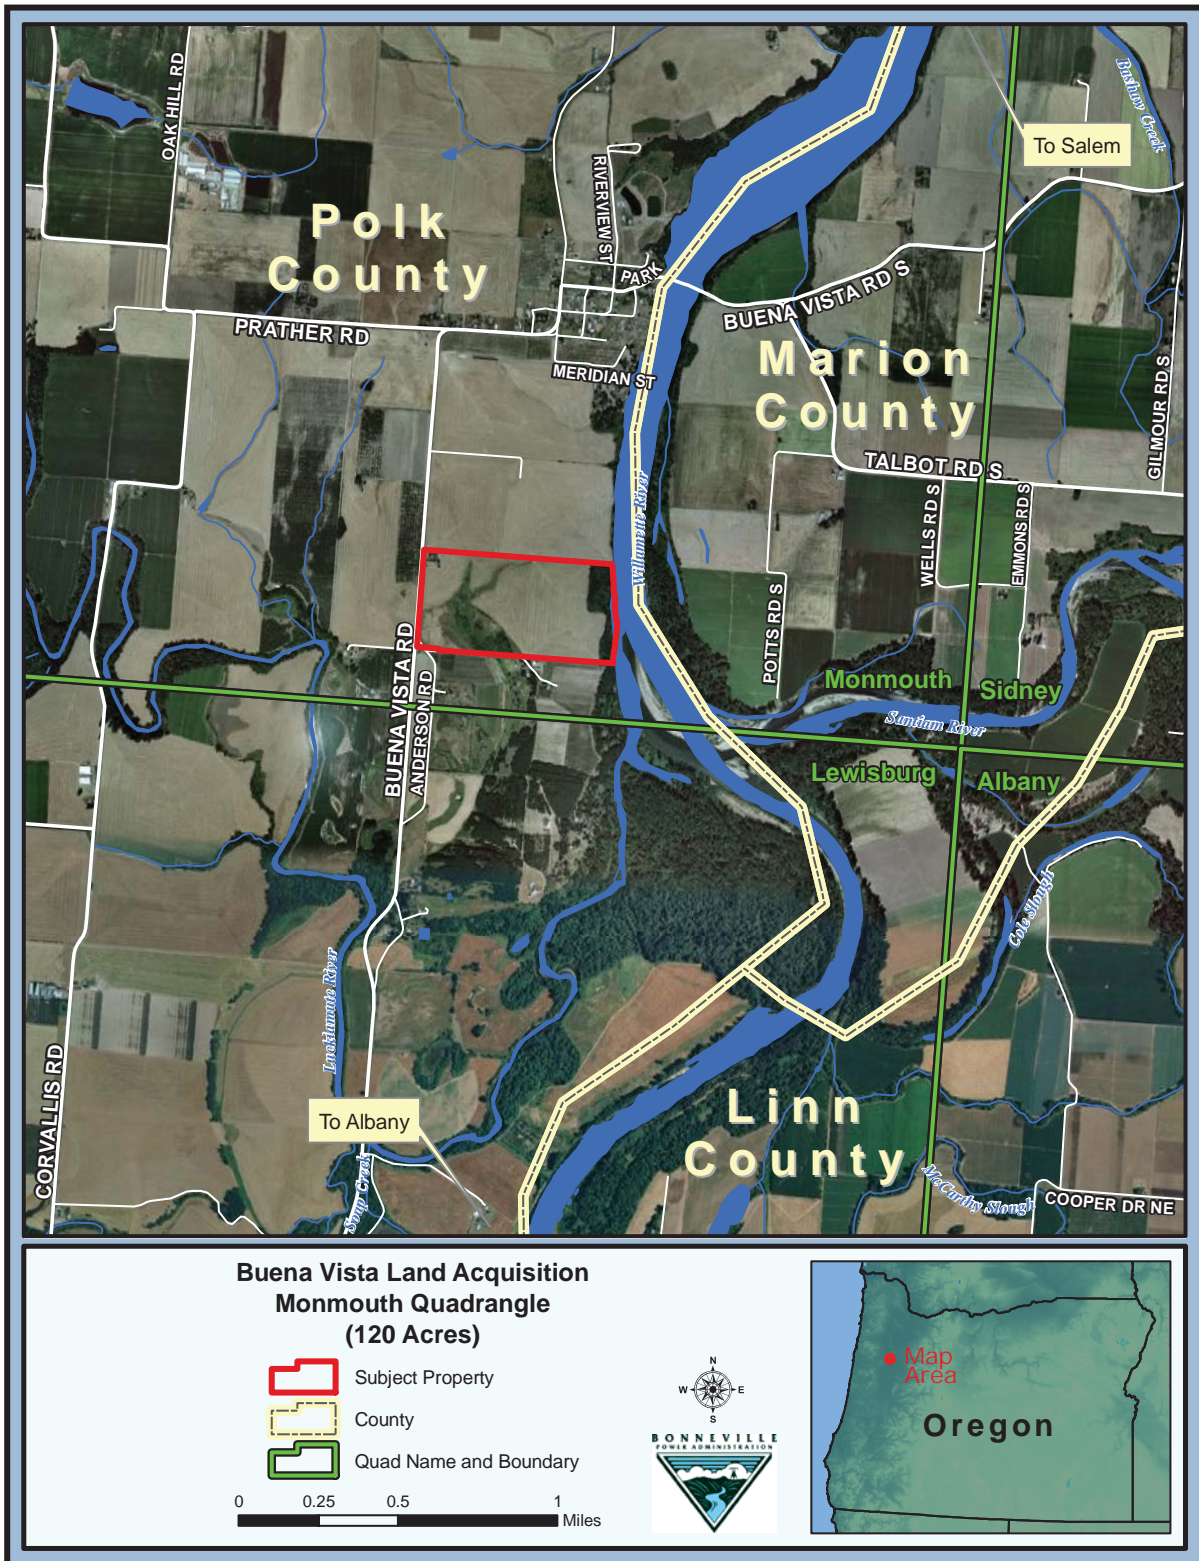 OAK HILL RD
Bashaw Creek
To Salem
RIVERVIEW ST
Polk
County
PARK
BUENA VISTA RD S
PRATHER RD
MERIDIAN ST
Marion
County
GILMOUR RD S
TALBOT RD S
Willamette River
WELLS RD S
EMMONS RD S
POTTS RD S
BUENA VISTA RD
ANDERSON RD
Monmouth
Sidney
Santiam River
Lewisburg
Albany
Cole Slough
Luckiamute River
CORVALLIS RD
To Albany
Linn
County
Soap Creek
McCarthy Slough
COOPER DR NE
Buena Vista Land Acquisition
Monmouth Quadrangle
(120 Acres)
Subject Property
County
Quad Name and Boundary
0 0.25 0.5 1
Miles
N
W E
S
BONNEVILLE
POWER ADMINISTRATION
Map
Area
Oregon